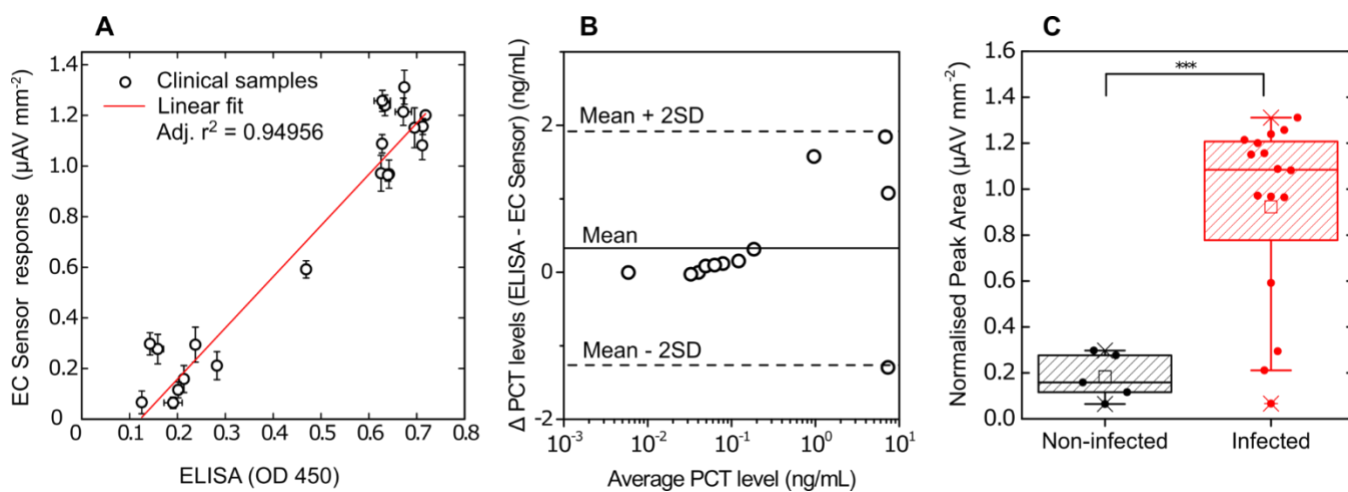 A
EC Sensor response (µAV mm⁻²)
1.4
1.2
1.0
0.8
0.6
0.4
0.2
0
Clinical samples
Linear fit
Adj. r² = 0.94956
0 0.1 0.2 0.3 0.4 0.5 0.6 0.7 0.8
ELISA (OD 450)
B
Δ PCT levels (ELISA - EC Sensor) (ng/mL)
2
0
-2
Mean + 2SD
Mean
Mean - 2SD
10⁻³ 10⁻² 10⁻¹ 10⁰ 10¹
Average PCT level (ng/mL)
C
Normalised Peak Area (µAV mm⁻²)
1.6
1.4
1.2
1.0
0.8
0.6
0.4
0.2
0.0
***
Non-infected Infected